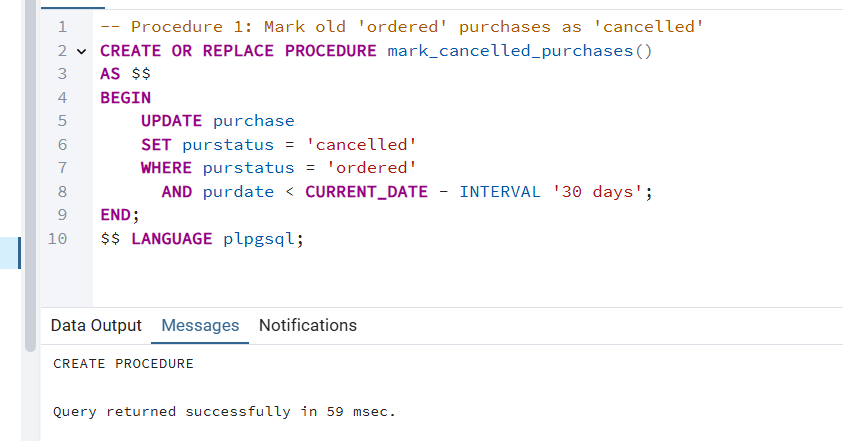 1 -- Procedure 1: Mark old 'ordered' purchases as 'cancelled'
2 CREATE OR REPLACE PROCEDURE mark_cancelled_purchases()
3 AS $$
4 BEGIN
5 UPDATE purchase
6 SET purstatus = 'cancelled'
7 WHERE purstatus = 'ordered'
8 AND purdate < CURRENT_DATE - INTERVAL '30 days';
9 END;
10 $$ LANGUAGE plpgsql;
Data Output Messages Notifications
CREATE PROCEDURE
Query returned successfully in 59 msec.